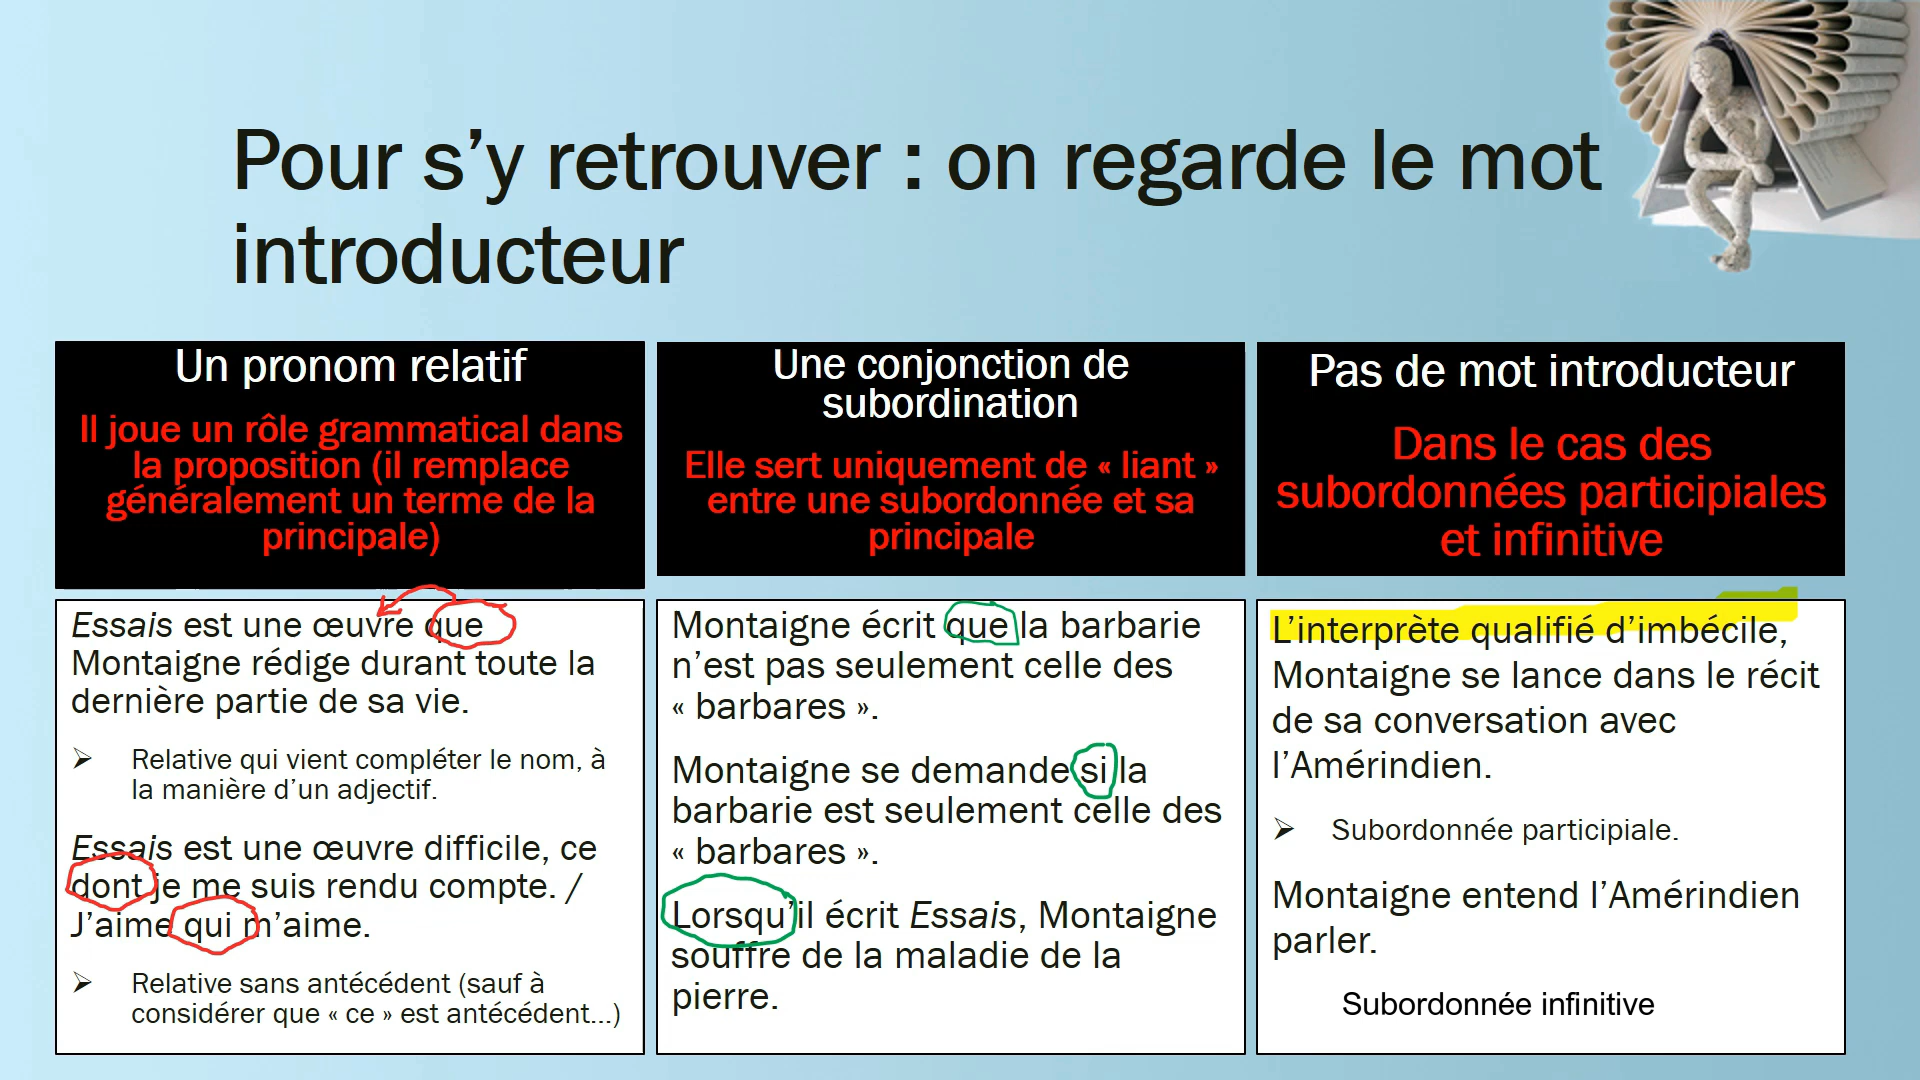 Pour s’y retrouver : on regarde le mot
introducteur
Un pronom relatif
Il joue un rôle grammatical dans
la proposition (il remplace
généralement un terme de la
principale)
Essais est une œuvre que
Montaigne rédige durant toute la
dernière partie de sa vie.
Relative qui vient compléter le nom, à
la manière d’un adjectif.
Essais est une œuvre difficile, ce
dont je me suis rendu compte. /
J’aime qui m’aime.
Relative sans antécédent (sauf à
considérer que « ce » est antécédent...)
Une conjonction de
subordination
Elle sert uniquement de « liant »
entre une subordonnée et sa
principale
Montaigne écrit que la barbarie
n’est pas seulement celle des
« barbares ».
Montaigne se demande si la
barbarie est seulement celle des
« barbares ».
Lorsqu’il écrit Essais, Montaigne
souffre de la maladie de la
pierre.
Pas de mot introducteur
Dans le cas des
subordonnées participiales
et infinitive
L’interprète qualifié d’imbécile,
Montaigne se lance dans le récit
de sa conversation avec
l’Amérindien.
Subordonnée participiale.
Montaigne entend l’Amérindien
parler.
Subordonnée infinitive